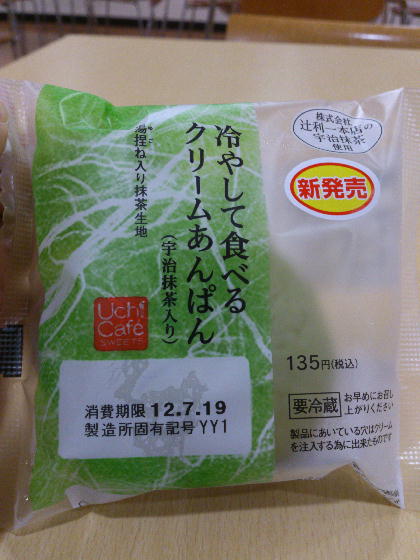 冷やして食べる
クリームあんぱん
(宇治抹茶入り)
湯捏ね入り抹茶生地
株式会社
辻利一本店の
宇治抹茶
使用
新発売
Uchi
Café
SWEETS
135円(税込)
要冷蔵
お早めにお召し
上がりください
製品にあいている穴はクリーム
を注入する為に出来たものです
消費期限 12.7.19
製造所固有記号/YY1